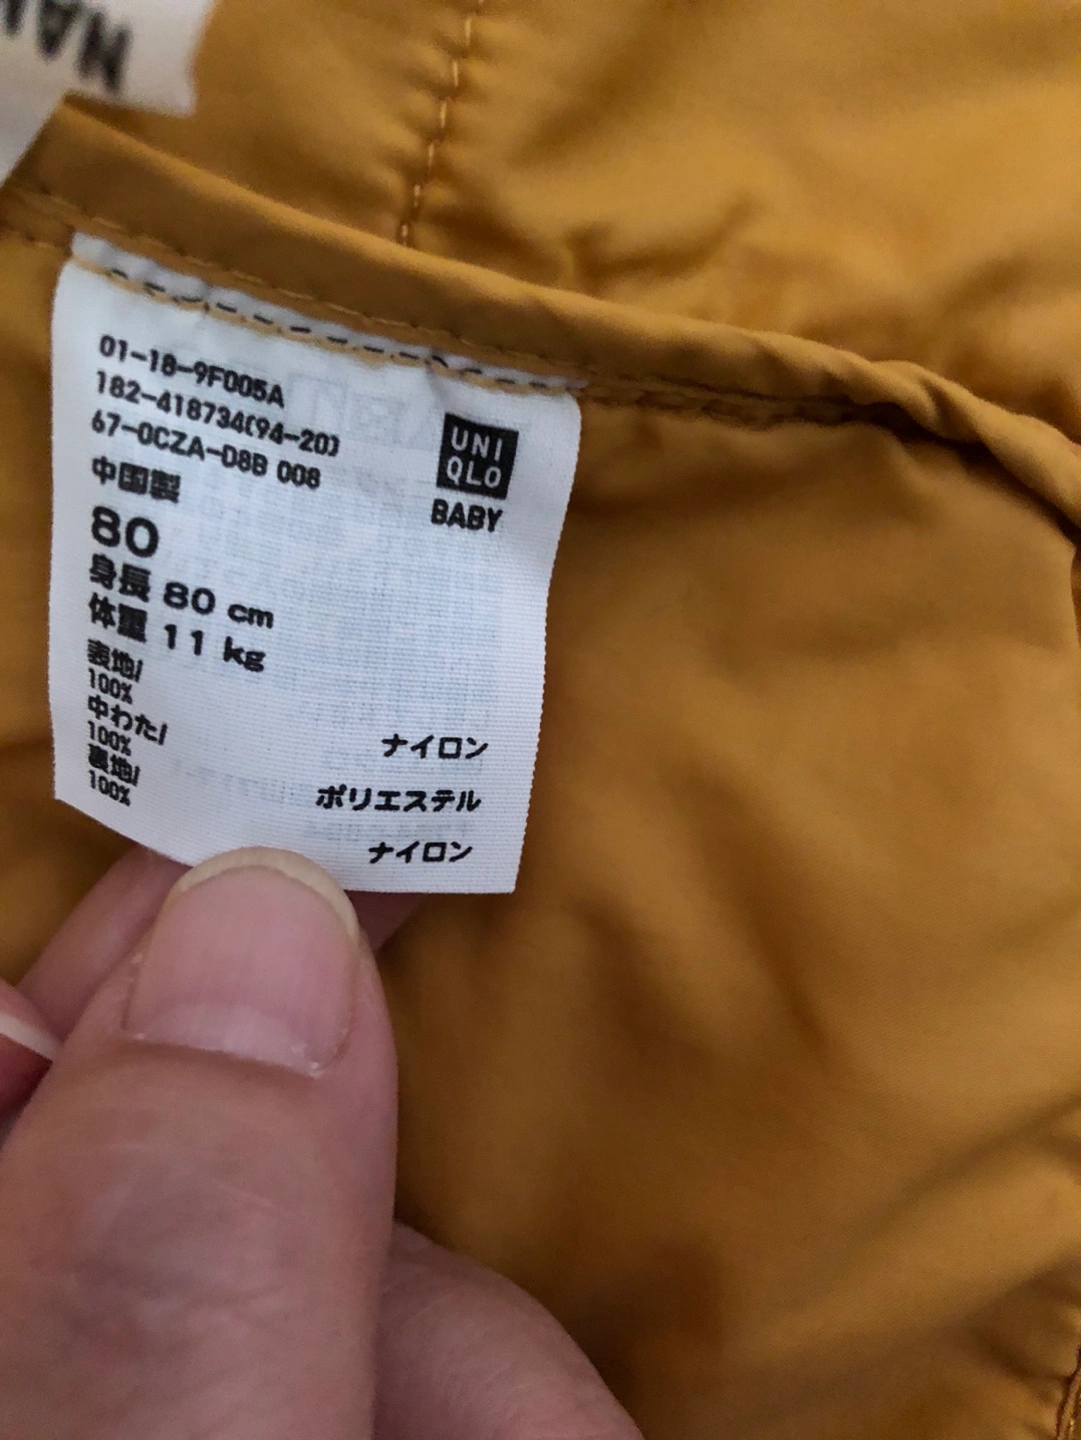 01-18-9F005A
182-418734(94-20)
67-0CZA-D8B 008
中国製
80
身長 80 cm
体重 11 kg
UNI
QLO
BABY
表地/
100% ナイロン
中わた/
100% ポリエステル
裏地/
100% ナイロン